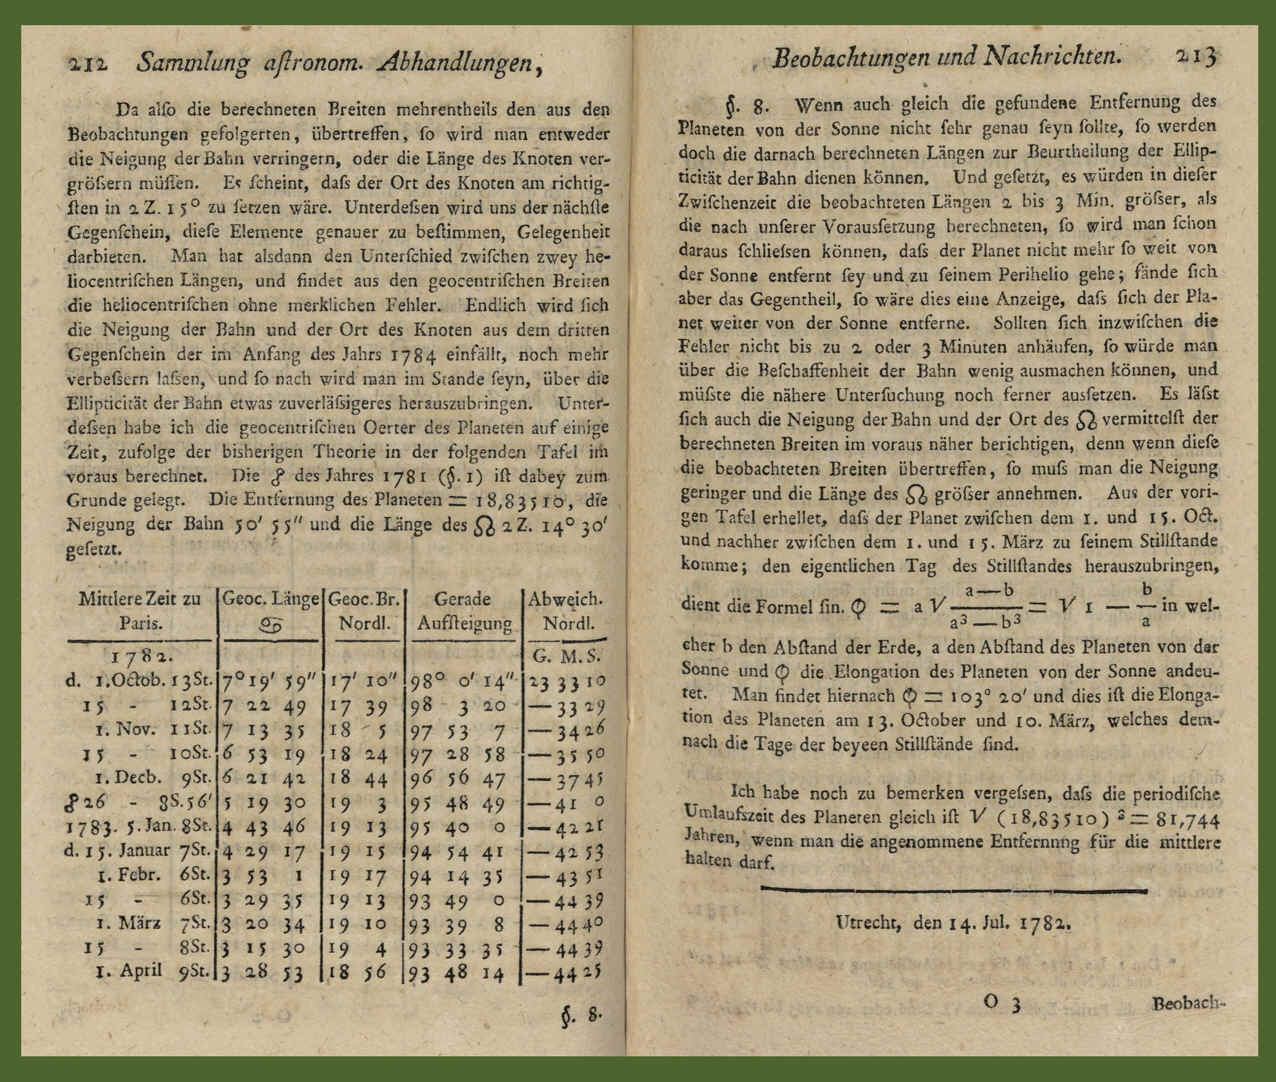 212 Sammlung aſtronom. Abhandlungen,
Da alſo die berechneten Breiten mehrentheils den aus den
Beobachtungen gefolgerten, übertreffen, ſo wird man entweder
die Neigung der Bahn verringern, oder die Länge des Knoten ver-
gröſsern müſſen. Es ſcheint, daſs der Ort des Knoten am richtig-
ſten in 2 Z. 15° zu ſetzen wäre. Unterdeſsen wird uns der nächſte
Gegenſchein, dieſe Elemente genauer zu beſtimmen, Gelegenheit
darbieten. Man hat alsdann den Unterſchied zwiſchen zwey he-
liocentriſchen Längen, und findet aus den geocentriſchen Breiten
die heliocentriſchen ohne merklichen Fehler. Endlich wird ſich
die Neigung der Bahn und der Ort des Knoten aus dem dritten
Gegenſchein der im Anfang des Jahrs 1784 einfällt, noch mehr
verbeſſern laſsen, und ſo nach wird man im Stande ſeyn, über die
Ellipticität der Bahn etwas zuverläſsigeres herauszubringen. Unter-
deſsen habe ich die geocentriſchen Oerter des Planeten auf einige
Zeit, zufolge der bisherigen Theorie in der folgenden Tafel im
voraus berechnet. Die ☍ des Jahres 1781 (§. 1) iſt dabey zum
Grunde gelegt. Die Entfernung des Planeten = 18,83510, die
Neigung der Bahn 50′ 55″ und die Länge des ☊ 2 Z. 14° 30′
geſetzt.
Mittlere Zeit zu Paris. | Geoc. Länge ♋ | Geoc. Br. Nordl. | Gerade Aufſteigung | Abweich. Nordl.
1782. G. M. S.
d. 1. Octob. 13 St. | 7° 19′ 59″ | 17′ 10″ | 98° 0′ 14″ | 23 33 10
15 - 12 St. | 7 22 49 | 17 39 | 98 3 20 | — 33 29
1. Nov. 11 St. | 7 13 35 | 18 5 | 97 53 7 | — 34 26
15 - 10 St. | 6 53 19 | 18 24 | 97 28 58 | — 35 50
1. Decb. 9 St. | 6 21 42 | 18 44 | 96 56 47 | — 37 45
☍ 26 - 8 S. 56′ | 5 19 30 | 19 3 | 95 48 49 | — 41 0
1783. 5. Jan. 8 St. | 4 43 46 | 19 13 | 95 40 0 | — 42 21
d. 15. Januar 7 St. | 4 29 17 | 19 15 | 94 54 41 | — 42 53
1. Febr. 6 St. | 3 53 1 | 19 17 | 94 14 35 | — 43 51
15 - 6 St. | 3 29 35 | 19 13 | 93 49 0 | — 44 39
1. März 7 St. | 3 20 34 | 19 10 | 93 39 8 | — 44 40
15 - 8 St. | 3 15 30 | 19 4 | 93 33 35 | — 44 39
1. April 9 St. | 3 28 53 | 18 56 | 93 48 14 | — 44 25
§. 8.
Beobachtungen und Nachrichten. 213
§. 8. Wenn auch gleich die gefundene Entfernung des
Planeten von der Sonne nicht ſehr genau ſeyn ſollte, ſo werden
doch die darnach berechneten Längen zur Beurtheilung der Ellip-
ticität der Bahn dienen können. Und geſetzt, es würden in dieſer
Zwiſchenzeit die beobachteten Längen 2 bis 3 Min. gröſser, als
die nach unſerer Vorausſetzung berechneten, ſo wird man ſchon
daraus ſchlieſsen können, daſs der Planet nicht mehr ſo weit von
der Sonne entfernt ſey und zu ſeinem Perihelio gehe; fände ſich
aber das Gegentheil, ſo wäre dies eine Anzeige, daſs ſich der Pla-
net weiter von der Sonne entferne. Sollten ſich inzwiſchen die
Fehler nicht bis zu 2 oder 3 Minuten anhäufen, ſo würde man
über die Beſchaffenheit der Bahn wenig ausmachen können, und
müſste die nähere Unterſuchung noch ferner ausſetzen. Es läſst
ſich auch die Neigung der Bahn und der Ort des ☊ vermittelſt der
berechneten Breiten im voraus näher berichtigen, denn wenn dieſe
die beobachteten Breiten übertreffen, ſo muſs man die Neigung
geringer und die Länge des ☊ gröſser annehmen. Aus der vori-
gen Tafel erhellet, daſs der Planet zwiſchen dem 1. und 15. Oct.
und nachher zwiſchen dem 1. und 15. März zu ſeinem Stillſtande
komme; den eigentlichen Tag des Stillſtandes herauszubringen,
dient die Formel ſin. φ = a √ (a—b)/(a³—b³) = √ 1 — b/a in wel-
cher b den Abſtand der Erde, a den Abſtand des Planeten von der
Sonne und φ die Elongation des Planeten von der Sonne andeu-
tet. Man findet hiernach φ = 103° 20′ und dies iſt die Elonga-
tion des Planeten am 13. October und 10. März, welches dem-
nach die Tage der beyeen Stillſtände ſind.
Ich habe noch zu bemerken vergeſsen, daſs die periodiſche
Umlaufszeit des Planeten gleich iſt √ (18,83510)³ = 81,744
Jahren, wenn man die angenommene Entfernung für die mittlere
halten darf.
Utrecht, den 14. Jul. 1782.
O 3 Beobach-